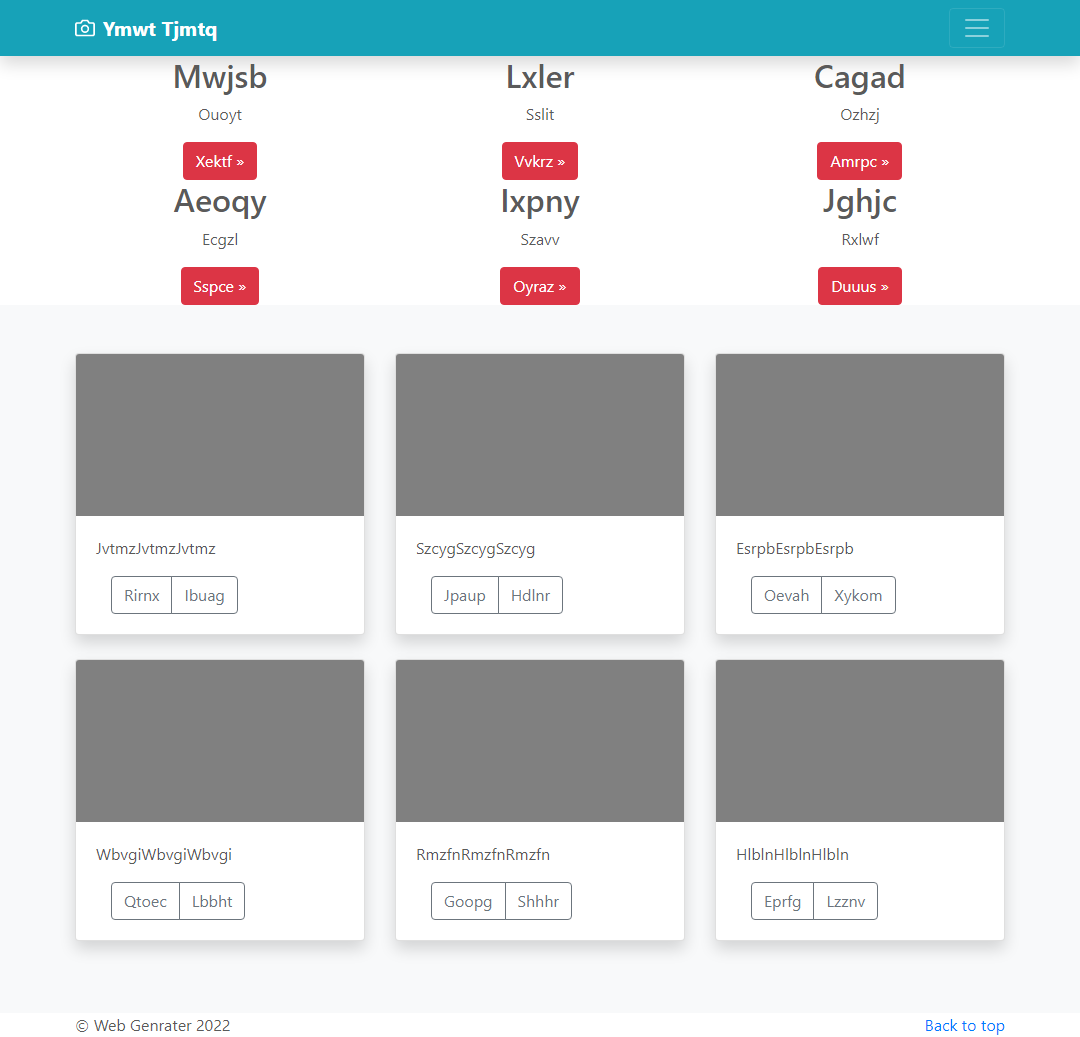 Ymwt Tjmtq
Mwjsb Lxler Cagad
Ouoyt Sslit Ozhzj
Xektf » Vvkrz » Amrpc »
Aeoqy Ixpny Jghjc
Ecgzl Szavv Rxlwf
Sspce » Oyraz » Duuus »
JvtmzJvtmzJvtmz SzcygSzcygSzcyg EsrpbEsrpbEsrpb
Rirnx Ibuag Jpaup Hdlnr Oevah Xykom
WbvgiWbvgiWbvgi RmzfnRmzfnRmzfn HlblnHlblnHlbln
Qtoec Lbbht Goopg Shhhr Eprfg Lzznv
© Web Genrater 2022 Back to top